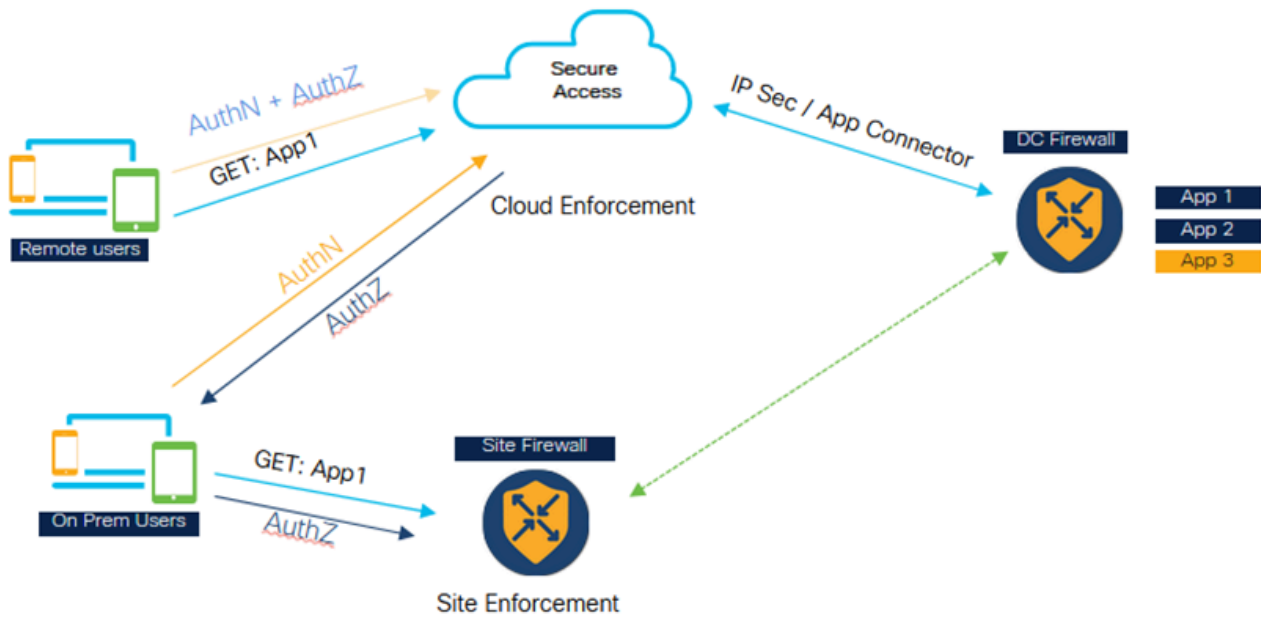 Secure
Access
AuthN + AuthZ
GET: App1
Remote users
IP Sec / App Connector
DC Firewall
App 1
App 2
App 3
Cloud Enforcement
AuthN
AuthZ
On Prem Users
GET: App1
AuthZ
Site Firewall
Site Enforcement